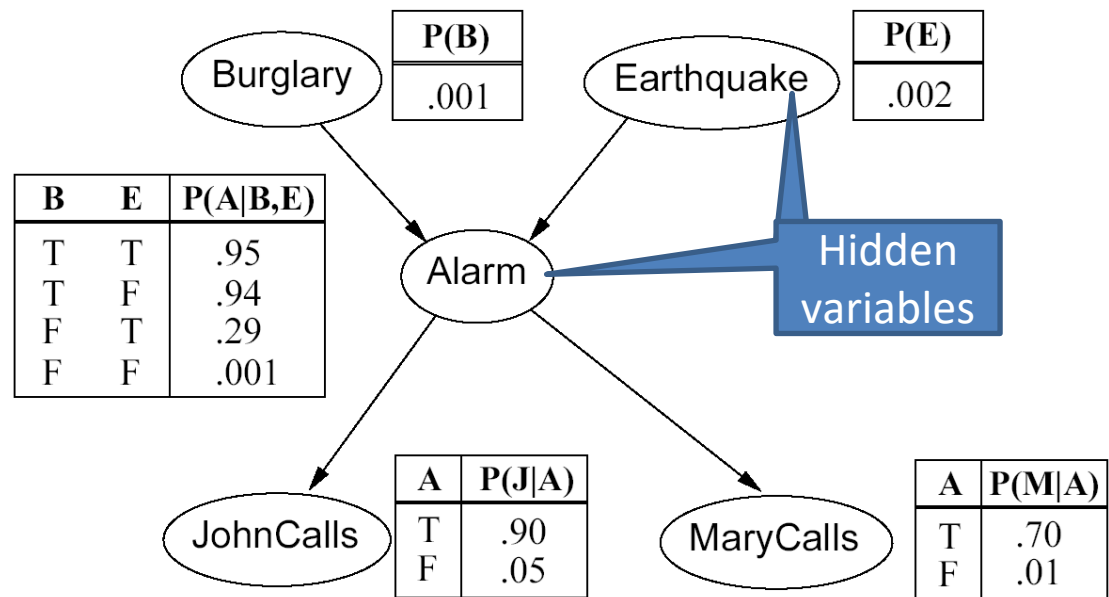 P(B)
.001
Burglary
P(E)
.002
Earthquake
B E P(A|B,E)
T T .95
T F .94
F T .29
F F .001
Alarm
Hidden
variables
JohnCalls
A P(J|A)
T .90
F .05
MaryCalls
A P(M|A)
T .70
F .01